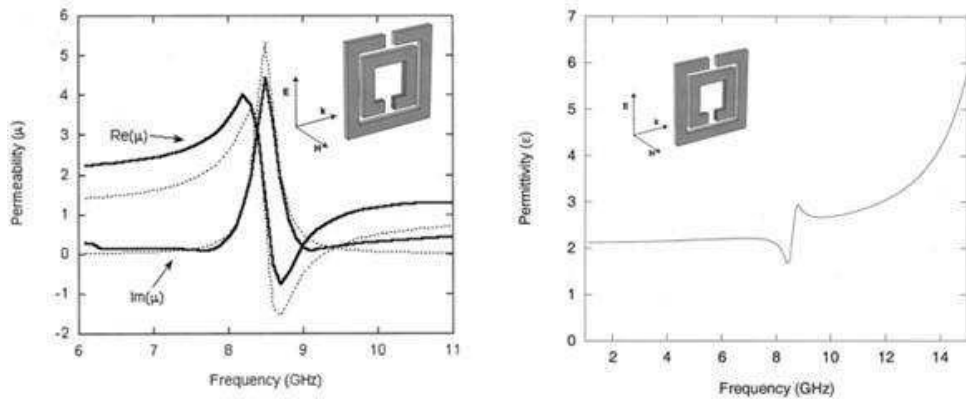 Permeability (μ)
6
5
4
3
2
1
0
-1
-2
Re(μ)
Im(μ)
E
k
H
6
7
8
9
10
11
Frequency (GHz)
Permittivity (ε)
7
6
5
4
3
2
1
0
E
k
H
2
4
6
8
10
12
14
Frequency (GHz)